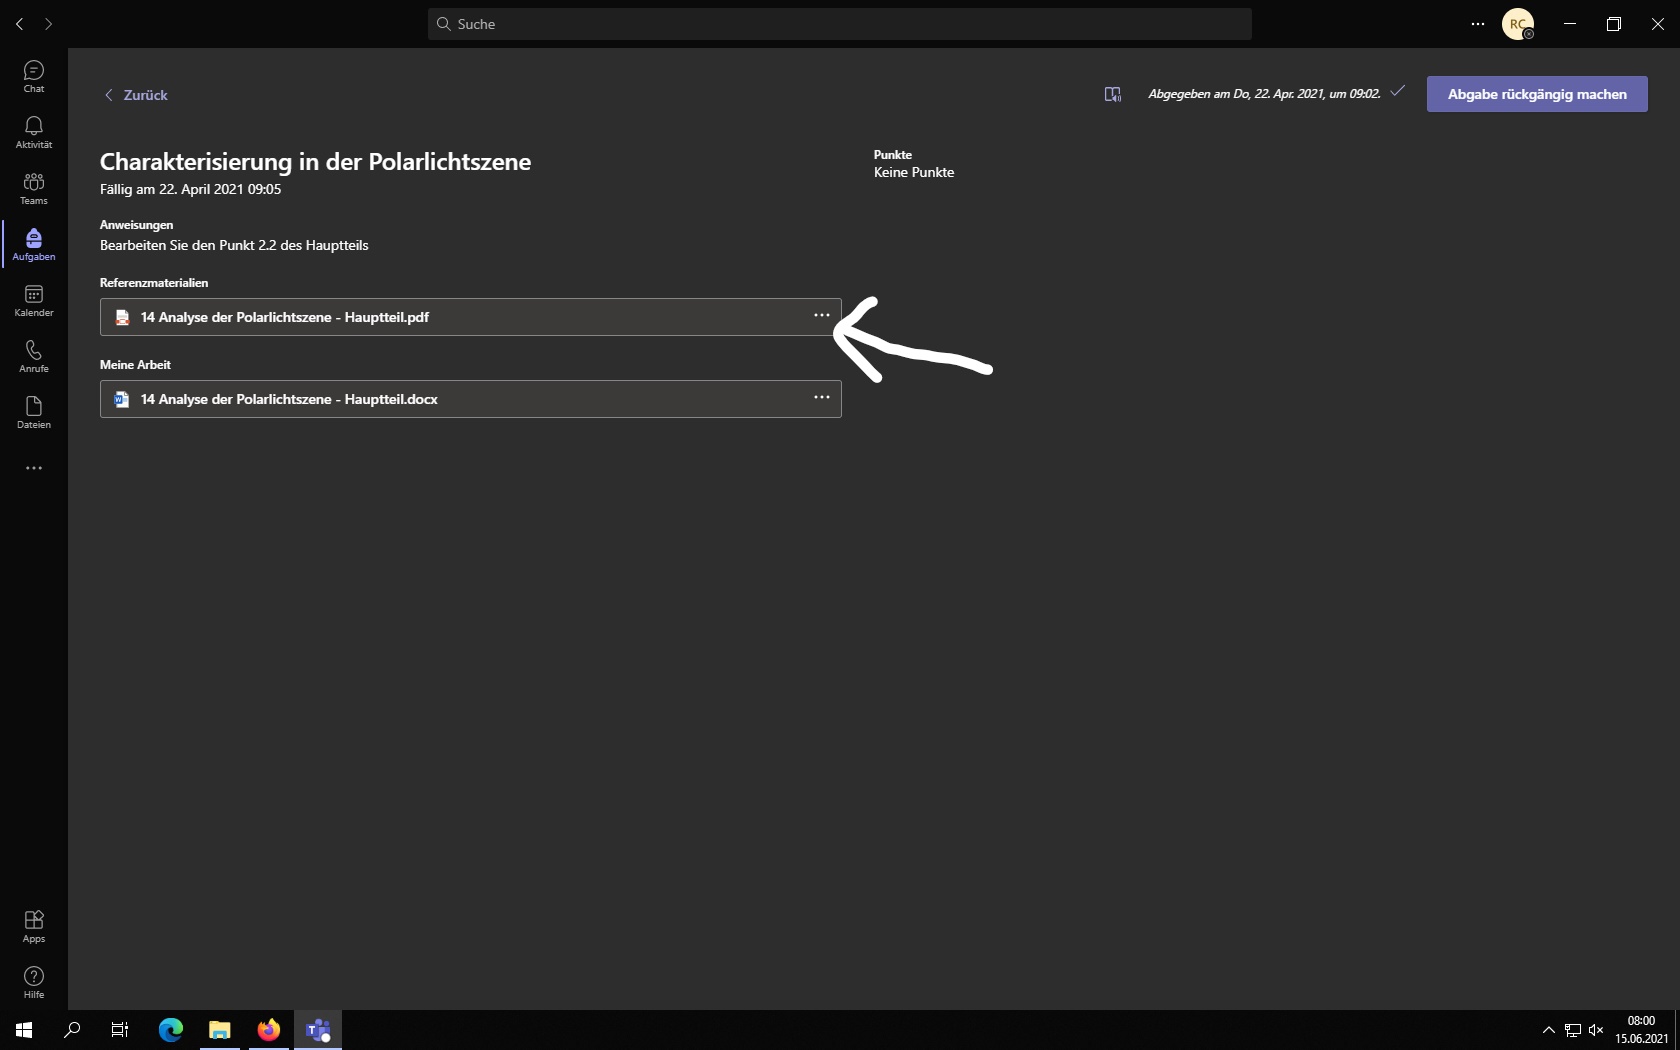 Suche
RC
Chat
Aktivität
Teams
Aufgaben
Kalender
Anrufe
Dateien
Apps
Hilfe
Zurück
Abgegeben am Do, 22. Apr. 2021, um 09:02.
Abgabe rückgängig machen
Charakterisierung in der Polarlichtszene
Fällig am 22. April 2021 09:05
Punkte
Keine Punkte
Anweisungen
Bearbeiten Sie den Punkt 2.2 des Hauptteils
Referenzmaterialien
14 Analyse der Polarlichtszene - Hauptteil.pdf
Meine Arbeit
14 Analyse der Polarlichtszene - Hauptteil.docx
08:00
15.06.2021